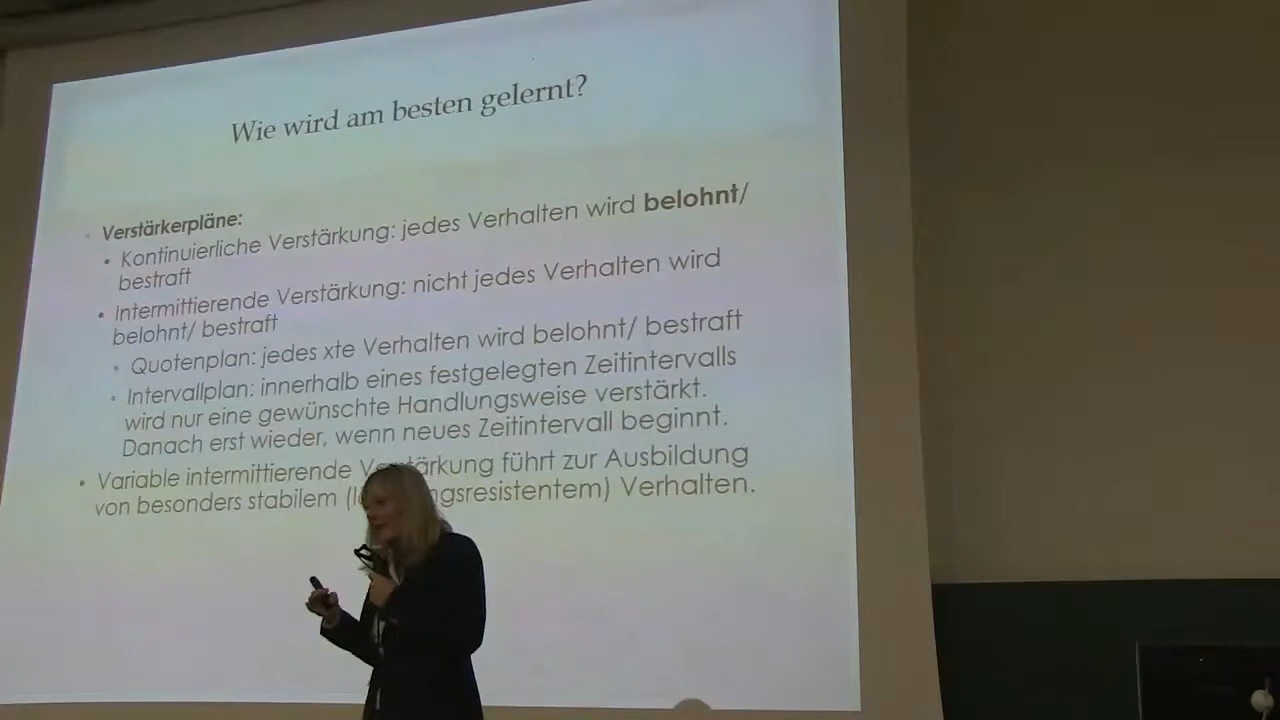 Wie wird am besten gelernt?
Verstärkerpläne:
• Kontinuierliche Verstärkung: jedes Verhalten wird belohnt/
bestraft
• Intermittierende Verstärkung: nicht jedes Verhalten wird
belohnt/ bestraft
• Quotenplan: jedes xte Verhalten wird belohnt/ bestraft
• Intervallplan: innerhalb eines festgelegten Zeitintervalls
wird nur eine gewünschte Handlungsweise verstärkt.
Danach erst wieder, wenn neues Zeitintervall beginnt.
• Variable intermittierende Verstärkung führt zur Ausbildung
von besonders stabilem Verhalten.